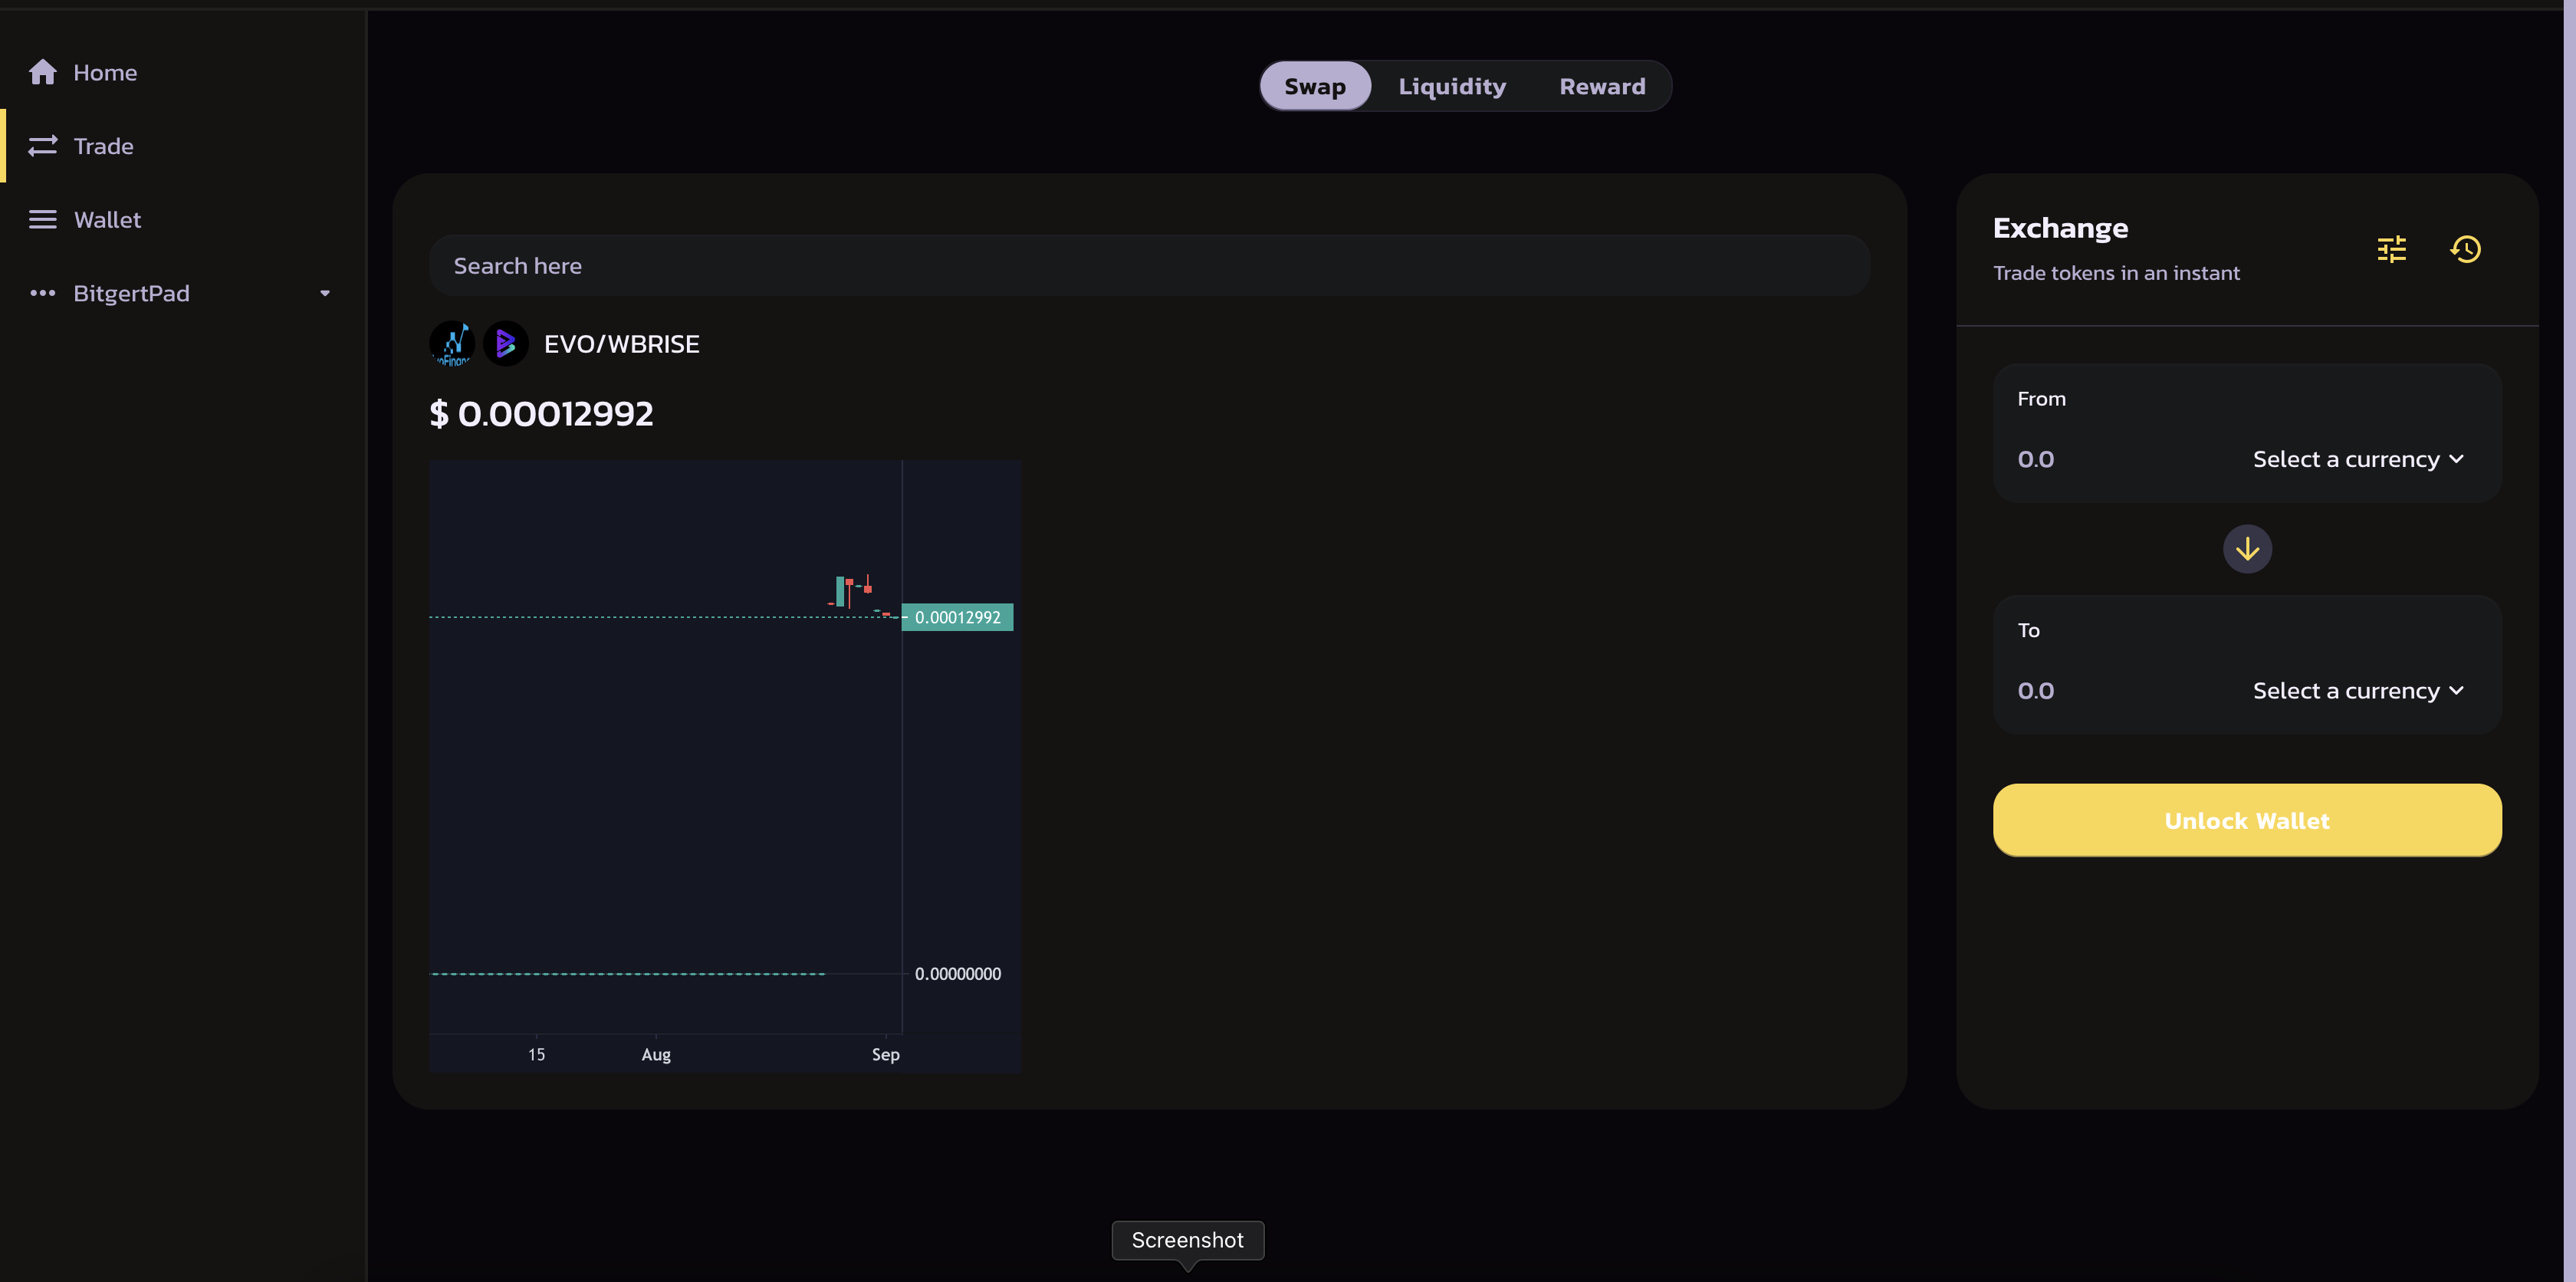 Home
Trade
Wallet
BitgertPad
Swap
Liquidity
Reward
Search here
EVO/WBRISE
$ 0.00012992
0.00012992
0.00000000
15
Aug
Sep
Exchange
Trade tokens in an instant
From
0.0
Select a currency
To
0.0
Select a currency
Unlock Wallet
Screenshot